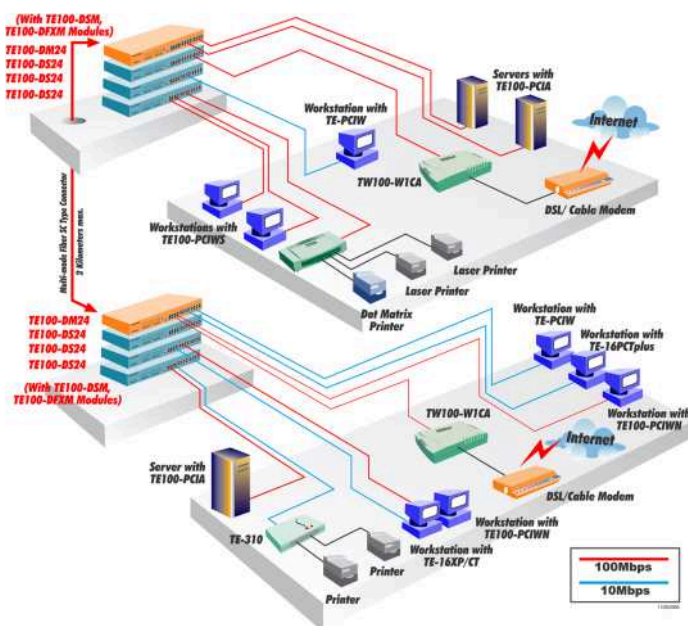 (With TE100-DSM,
TE100-DFXM Modules)
TE100-DM24
TE100-DS24
TE100-DS24
TE100-DS24
Servers with
TE100-PCIA
Workstation with
TE-PCIW
Internet
TW100-W1CA
DSL/ Cable Modem
Workstations with
TE100-PCIWS
Laser Printer
Laser Printer
Dot Matrix
Printer
Multi-mode Fiber SC Type Connector
2 Kilometers max.
TE100-DM24
TE100-DS24
TE100-DS24
TE100-DS24
(With TE100-DSM,
TE100-DFXM Modules)
Workstation with
TE-PCIW
Workstation with
TE-16PCTplus
Workstation with
TE100-PCIWN
TW100-W1CA
Internet
DSL/Cable Modem
Server with
TE100-PCIA
Workstation with
TE100-PCIWN
Workstation with
TE-16XP/CT
TE-310
Printer
Printer
100Mbps
10Mbps